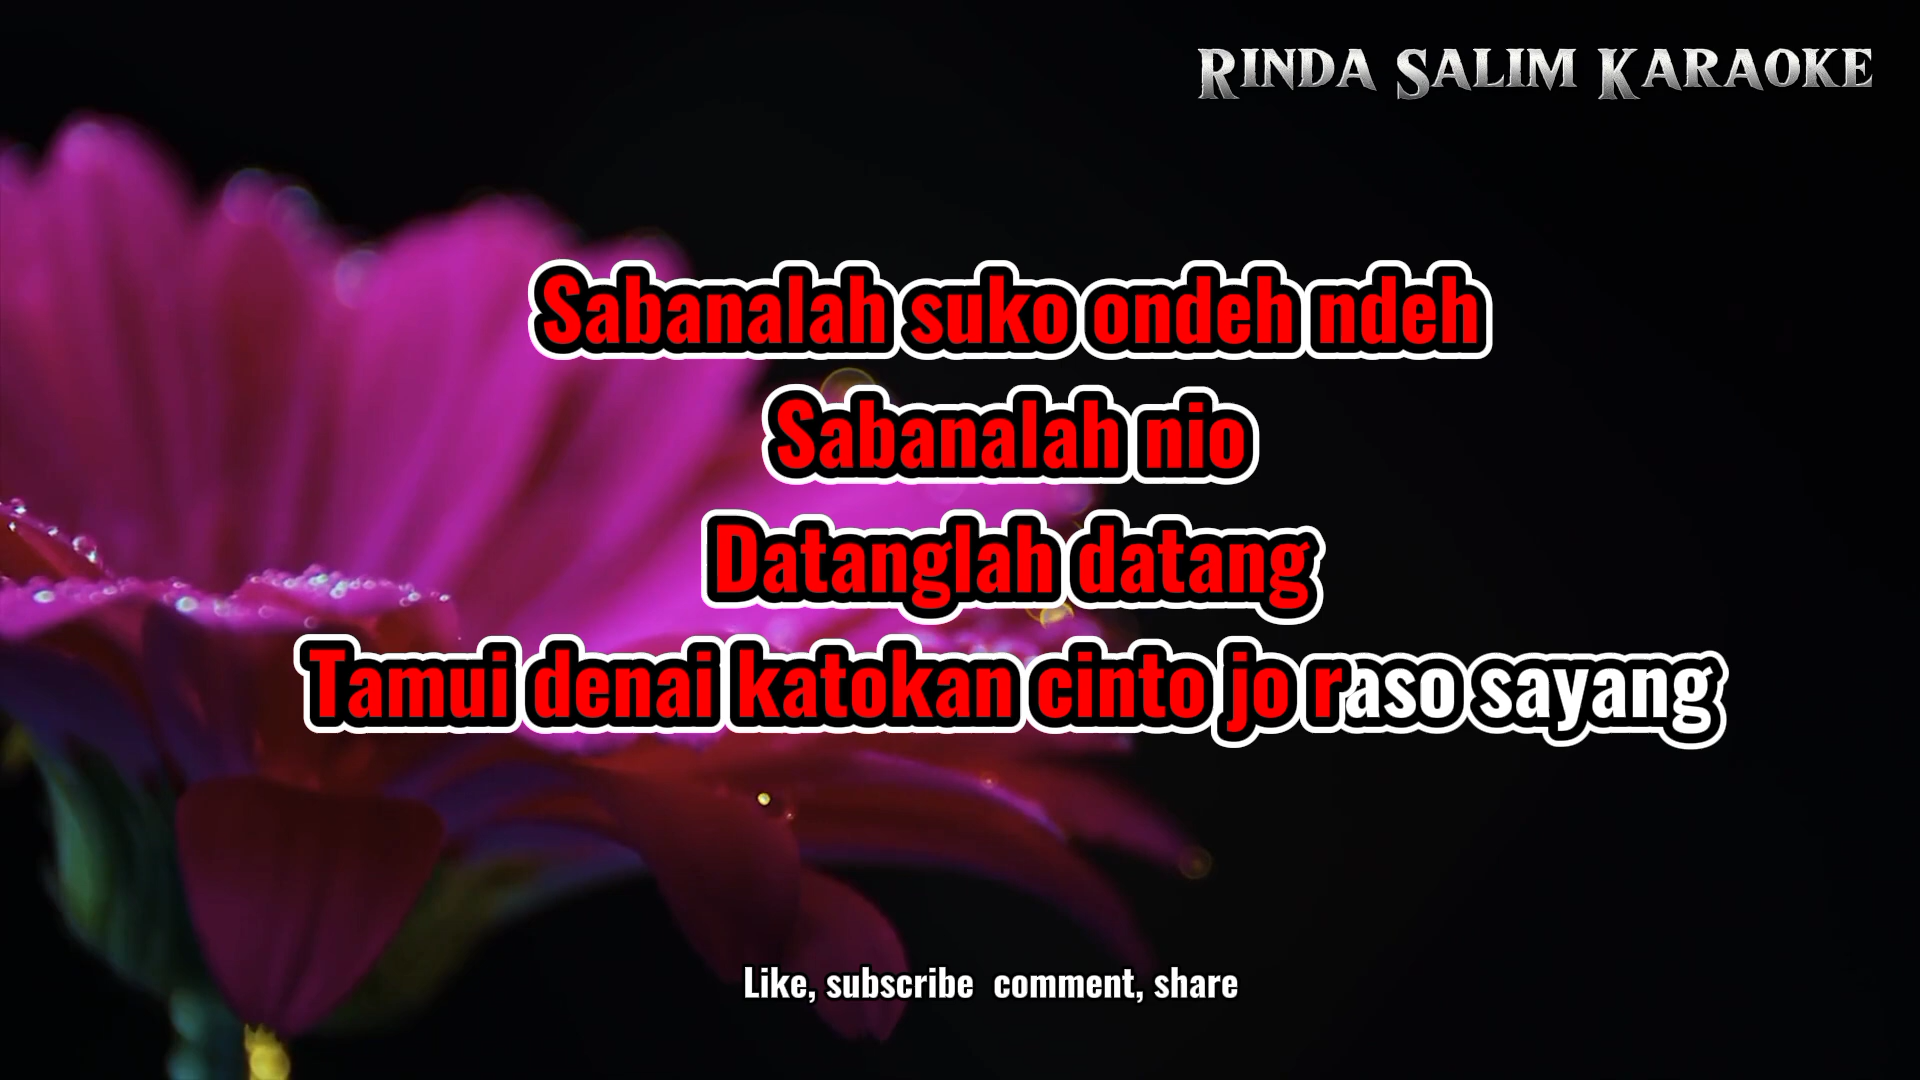 RINDA SALIM KARAOKE
Sabanalah suko ondeh ndeh
Sabanalah nio
Datanglah datang
Tamui denai katokan cinto jo raso sayang
Like, subscribe  comment, share